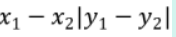 x₁ − x₂|y₁ − y₂|